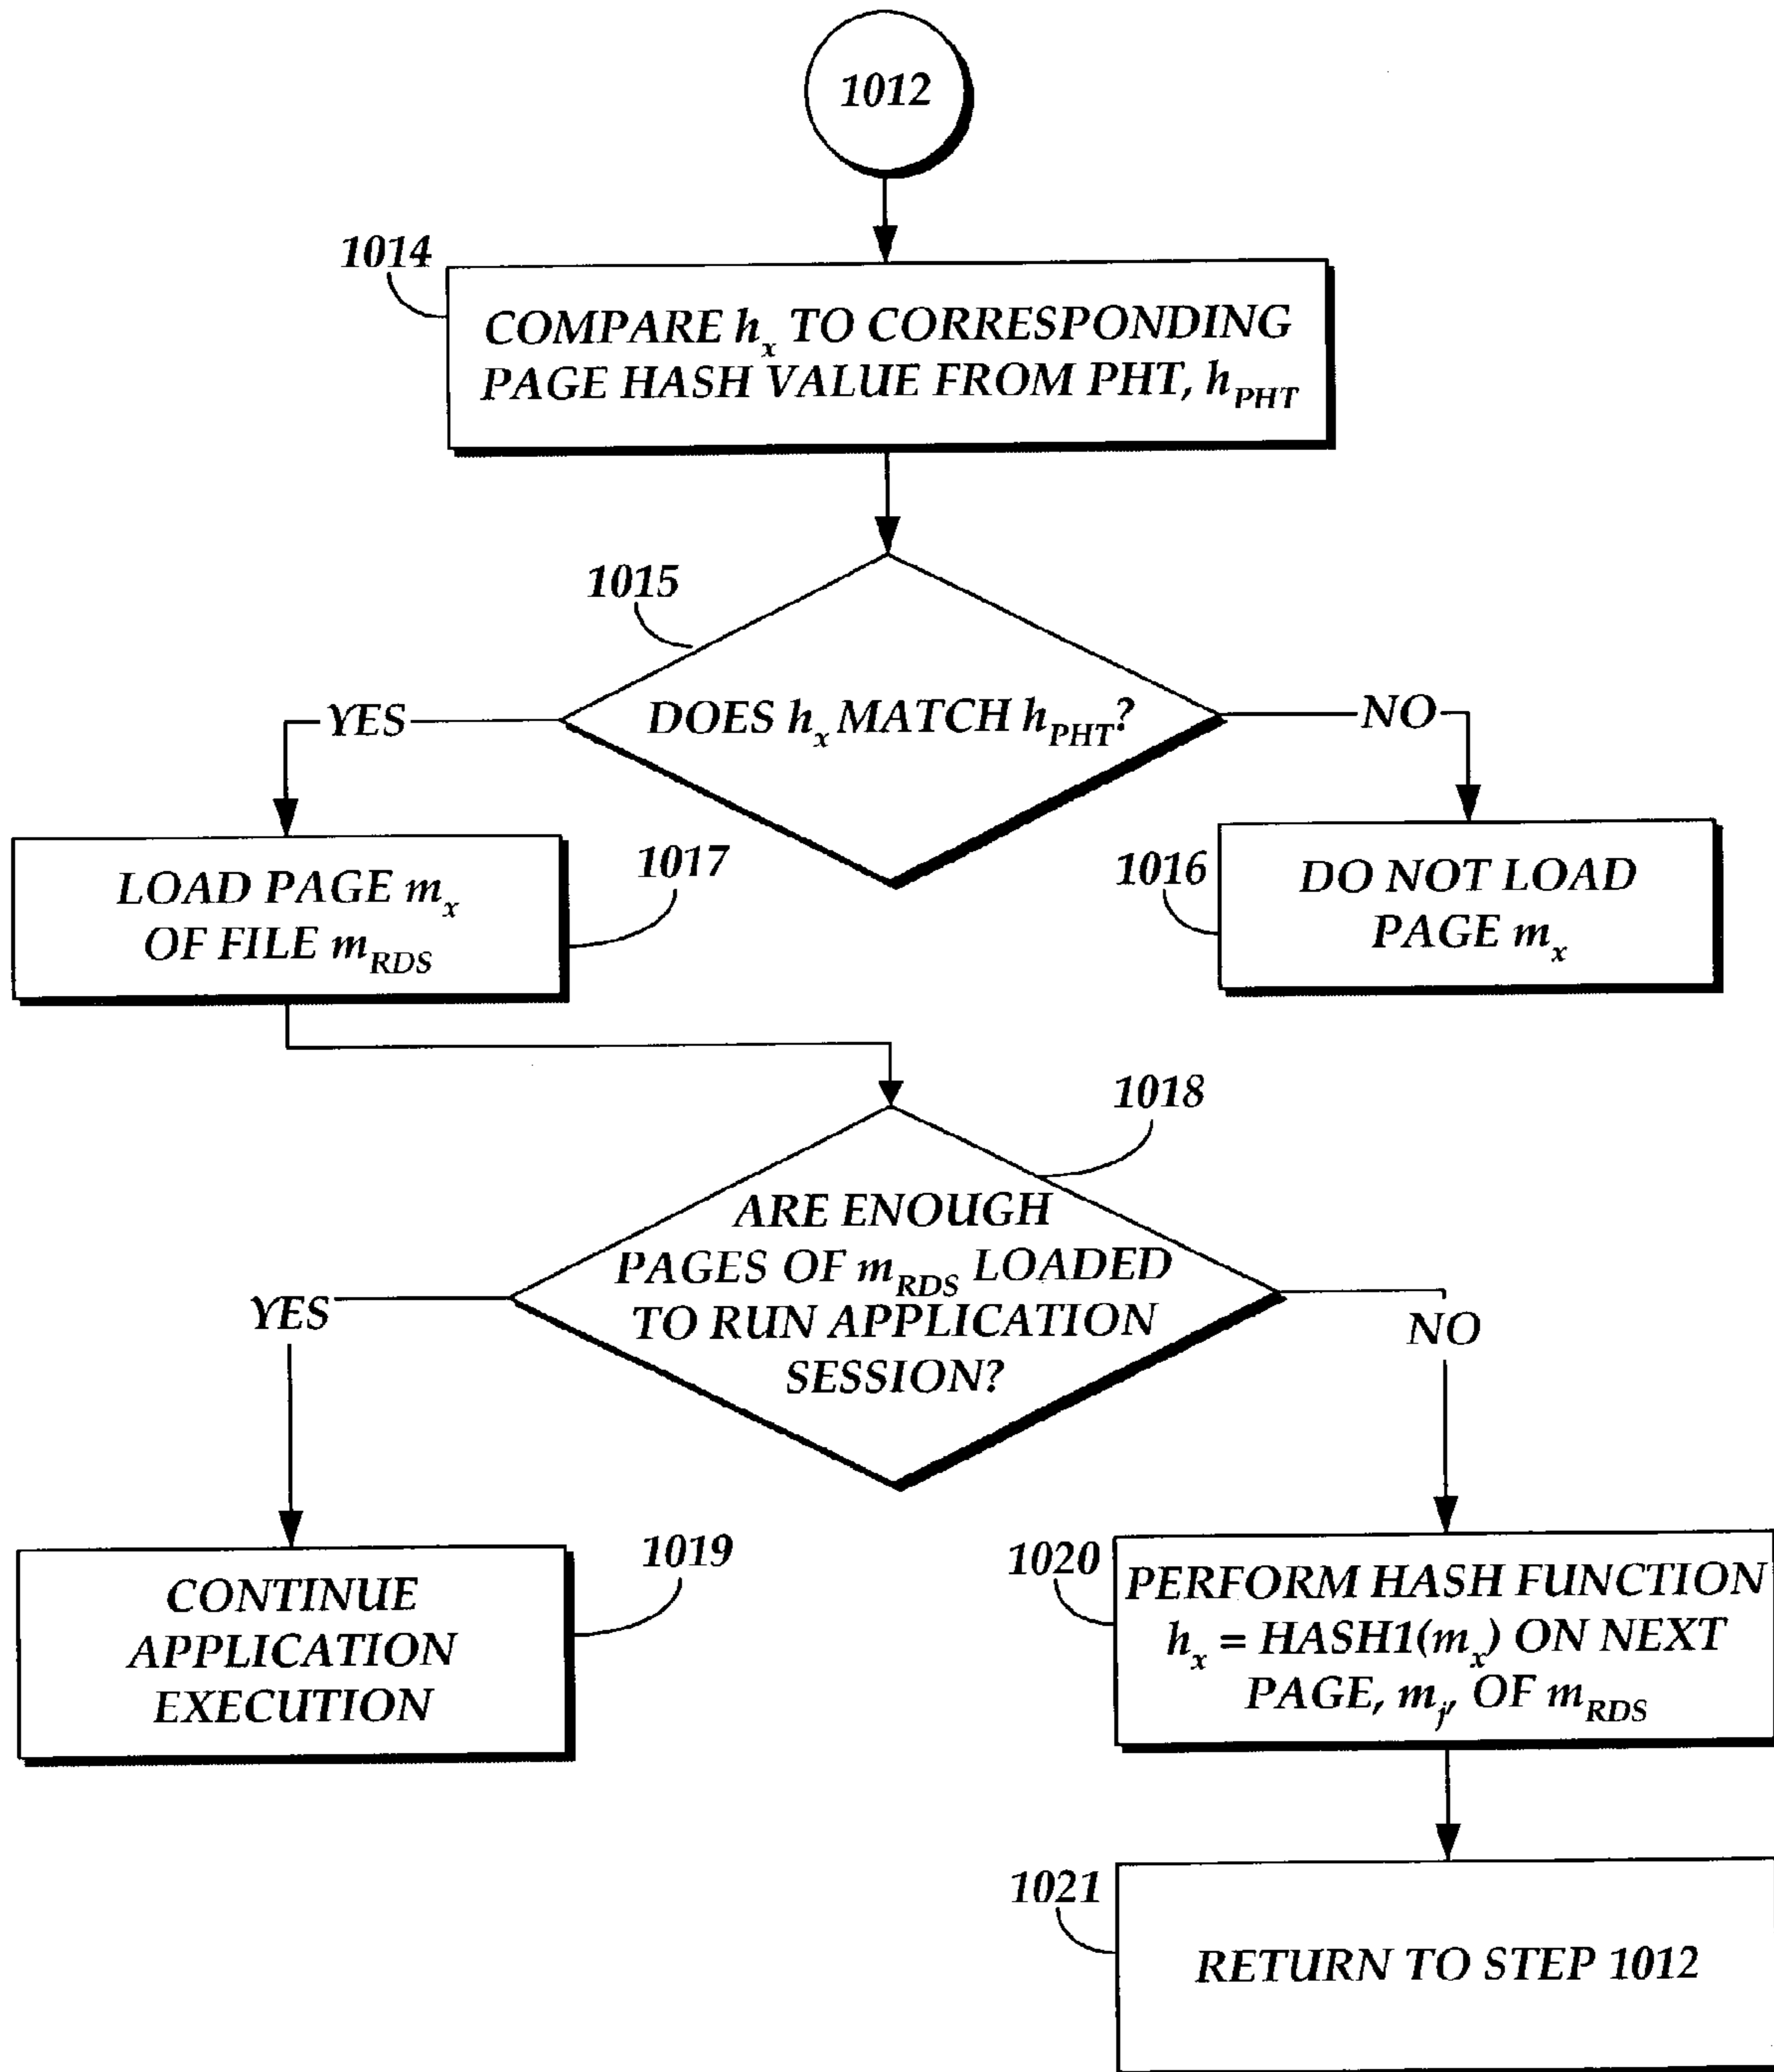 1012
1014
COMPARE hx TO CORRESPONDING
PAGE HASH VALUE FROM PHT, hPHT
1015
DOES hx MATCH hPHT?
YES
NO
LOAD PAGE mx
OF FILE mRDS
1017
1016
DO NOT LOAD
PAGE mx
1018
ARE ENOUGH
PAGES OF mRDS LOADED
TO RUN APPLICATION
SESSION?
YES
NO
CONTINUE
APPLICATION
EXECUTION
1019
1020
PERFORM HASH FUNCTION
hx = HASH1(mx) ON NEXT
PAGE, mj, OF mRDS
1021
RETURN TO STEP 1012